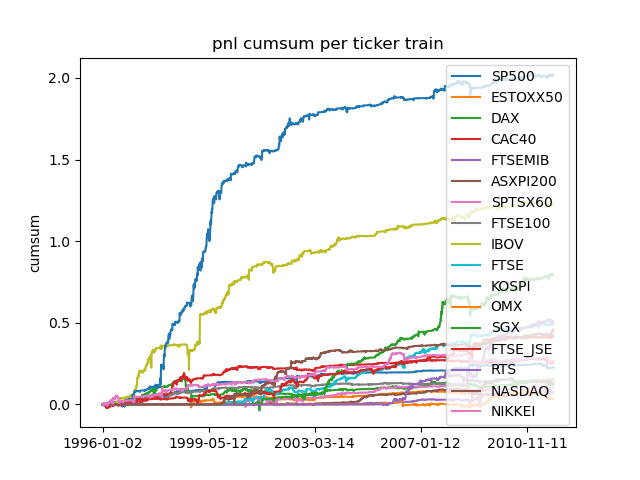 pnl cumsum per ticker train
cumsum
2.0
1.5
1.0
0.5
0.0
1996-01-02
1999-05-12
2003-03-14
2007-01-12
2010-11-11
SP500
ESTOXX50
DAX
CAC40
FTSEMIB
ASXPI200
SPTSX60
FTSE100
IBOV
FTSE
KOSPI
OMX
SGX
FTSE_JSE
RTS
NASDAQ
NIKKEI